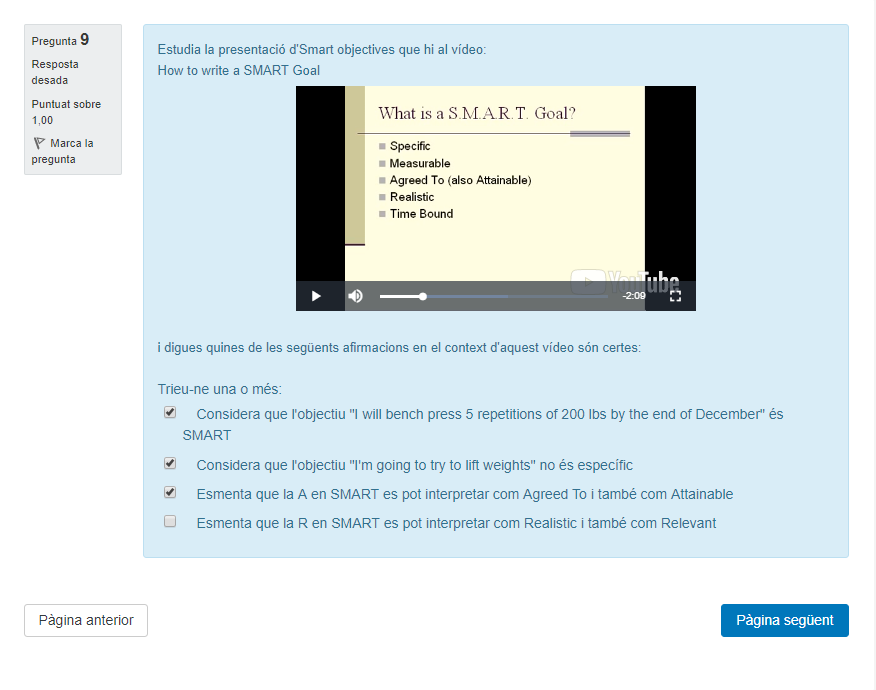 Pregunta 9
Resposta
desada
Puntuat sobre
1,00
Marca la
pregunta
Estudia la presentació d'Smart objectives que hi al vídeo:
How to write a SMART Goal
What is a S.M.A.R.T. Goal?
Specific
Measurable
Agreed To (also Attainable)
Realistic
Time Bound
YouTube
-2:09
i digues quines de les següents afirmacions en el context d'aquest vídeo són certes:
Trieu-ne una o més:
Considera que l'objectiu "I will bench press 5 repetitions of 200 lbs by the end of December" és
SMART
Considera que l'objectiu "I'm going to try to lift weights" no és específic
Esmenta que la A en SMART es pot interpretar com Agreed To i també com Attainable
Esmenta que la R en SMART es pot interpretar com Realistic i també com Relevant
Pàgina anterior
Pàgina següent